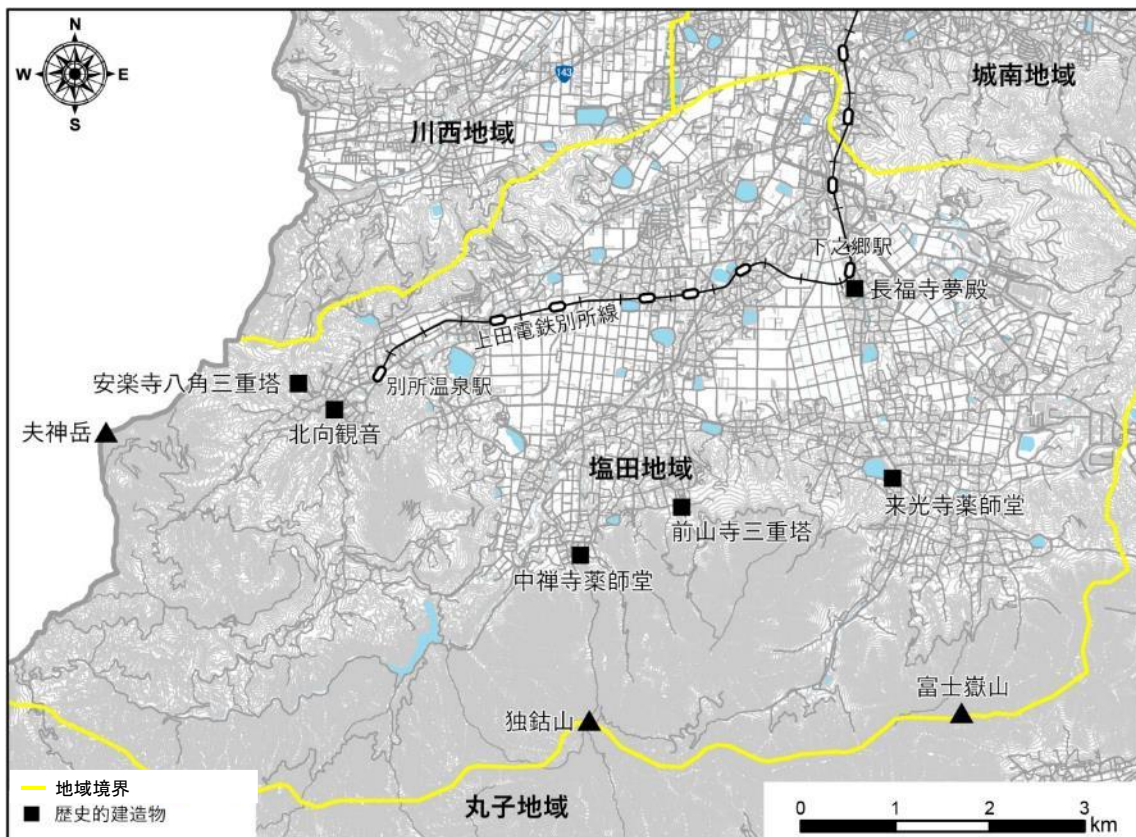 N
W
E
S
143
城南地域
川西地域
下之郷駅
長福寺夢殿
上田電鉄別所線
安楽寺八角三重塔
別所温泉駅
北向観音
夫神岳
塩田地域
来光寺薬師堂
前山寺三重塔
中禅寺薬師堂
富士嶽山
独鈷山
地域境界
歴史的建造物
丸子地域
0 1 2 3
km